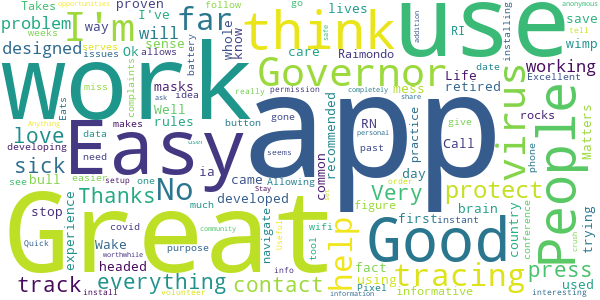 app
use
work
Great
Easy
Good
People
think
Governor
I'm
far
virus
tracing
help
No
very
protect
press
contact
everything
track
Thanks
love
sick
designed
problem
will
Raimondo
working
save
wimp
Life
retired
RN
Call
mess
care
whole
know
sense
masks
rules
Well
idea
battery
way
I've
proven
Takes
weeks
issues
Ok
serves
allows
follow
go
lives
RI
date
Excellent
installing
tell
anonymous
opportunities
addition
safe
miss
complaints
Eats
Anything
developing
data
makes
button
need
easier
setup
one
see
bull
stop
experience
covid
Quick
Wake
purpose
headed
install
worthwhile
volunteer
community
much
developed
came
ia
gone
seems
Stay
Allowing
common
recommended
permission
really
ask
completely
personal
share
past
practice
day
give
rocks
phone
Matters
brain
country
conference
instant
first
order
figure
fact
using
informative
information
Pixel
wifi
tool
info
navigate
Useful
user
trying
used
interesting
crush